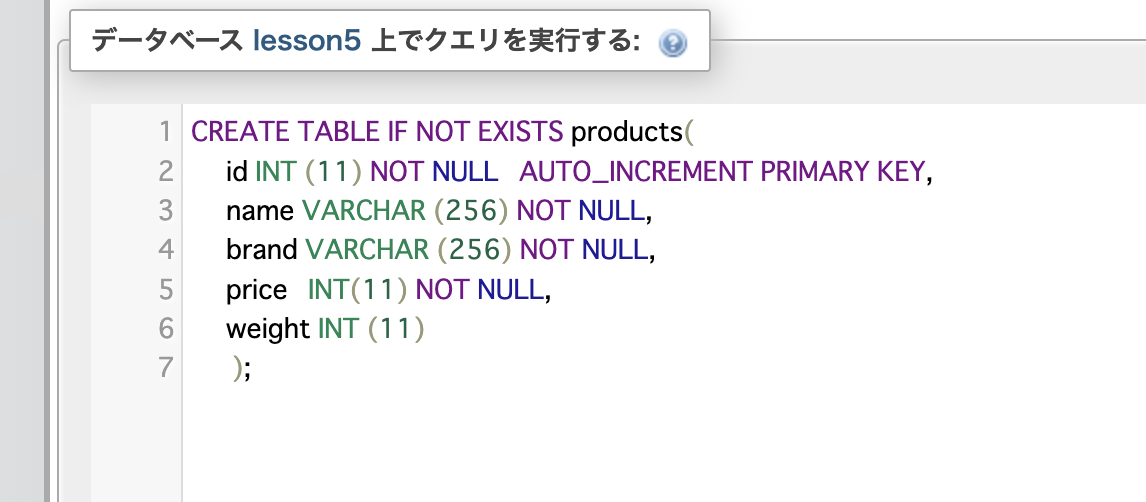 データベース lesson5 上でクエリを実行する:
1 CREATE TABLE IF NOT EXISTS products(
2 id INT (11) NOT NULL AUTO_INCREMENT PRIMARY KEY,
3 name VARCHAR (256) NOT NULL,
4 brand VARCHAR (256) NOT NULL,
5 price INT(11) NOT NULL,
6 weight INT (11)
7 );